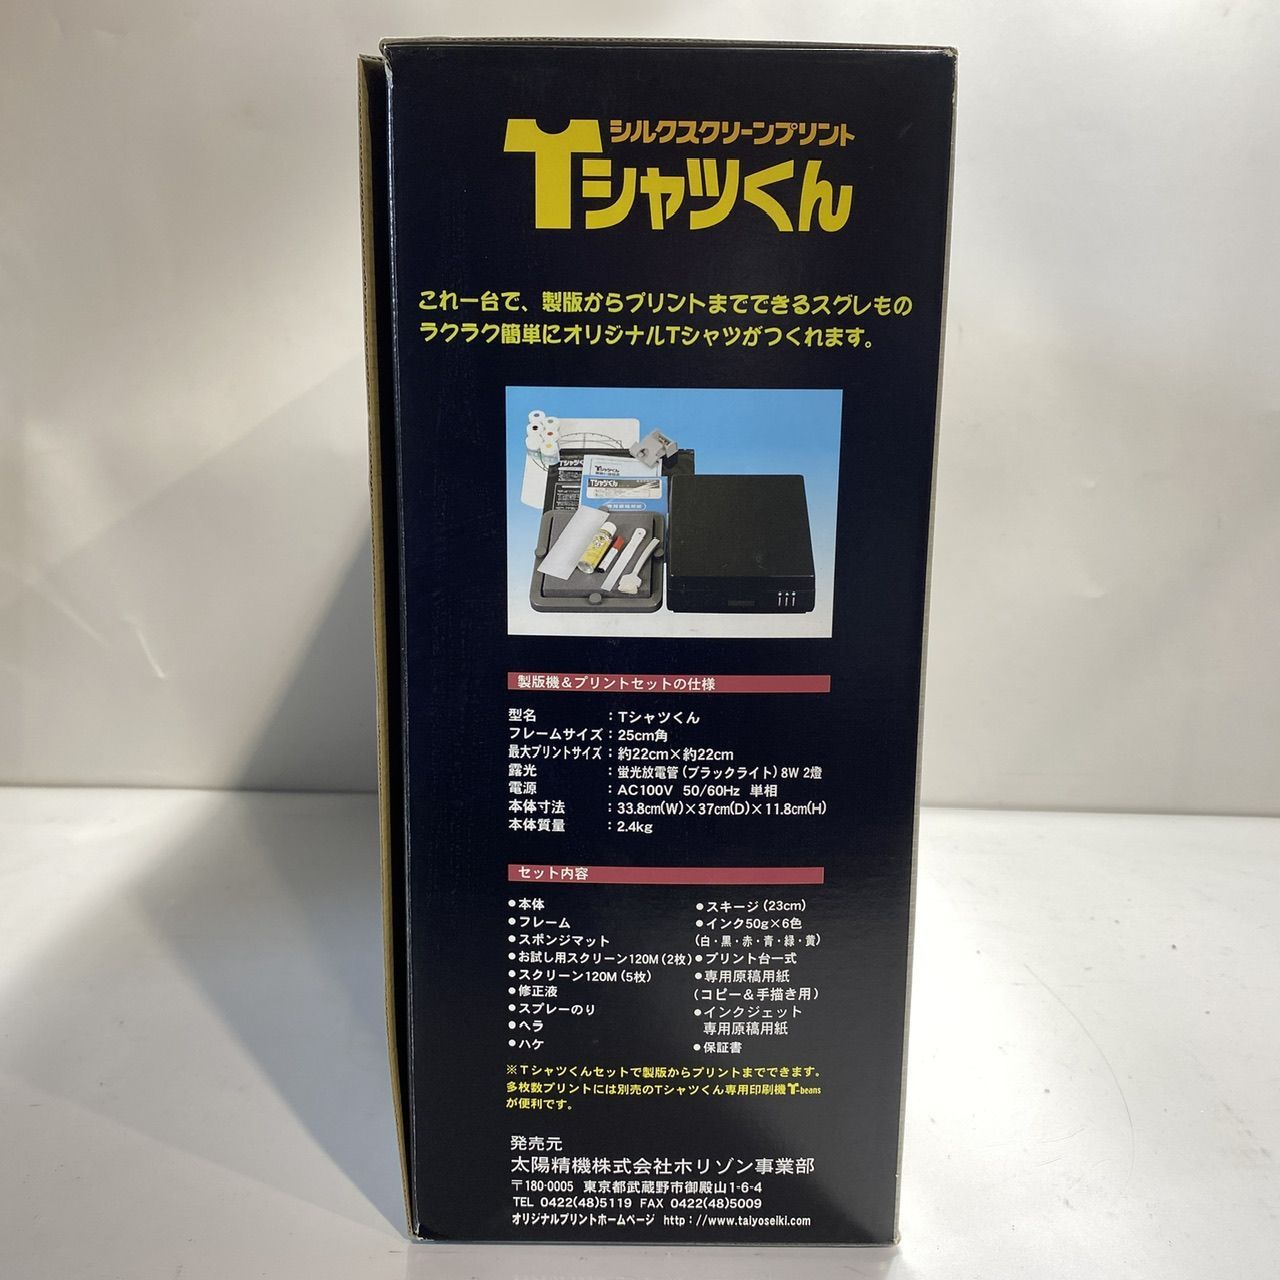 シルクスクリーンプリント
Tシャツくん
これ一台で、製版からプリントまでできるスグレもの
ラクラク簡単にオリジナルTシャツがつくれます。
Tシャツくん
Tシャツくん
Tシャツくん
専用原稿用紙
製版機&プリントセットの仕様
型名 :Tシャツくん
フレームサイズ:25cm角
最大プリントサイズ:約22cm×約22cm
露光 :蛍光放電管(ブラックライト)8W 2燈
電源 :AC100V 50/60Hz 単相
本体寸法 :33.8cm(W)×37cm(D)×11.8cm(H)
本体質量 :2.4kg
セット内容
●本体
●フレーム
●スポンジマット
●お試し用スクリーン120M(2枚)
●スクリーン120M(5枚)
●修正液
●スプレーのり
●ヘラ
●ハケ
●スキージ(23cm)
●インク50g×6色
(白・黒・赤・青・緑・黄)
●プリント台一式
●専用原稿用紙
(コピー&手描き用)
●インクジェット
専用原稿用紙
●保証書
※Tシャツくんセットで製版からプリントまでできます。
多枚数プリントには別売のTシャツくん専用印刷機T-beans
が便利です。
発売元
太陽精機株式会社ホリゾン事業部
〒180-0005 東京都武蔵野市御殿山1-6-4
TEL 0422(48)5119 FAX 0422(48)5009
オリジナルプリントホームページ http://www.taiyoseiki.com